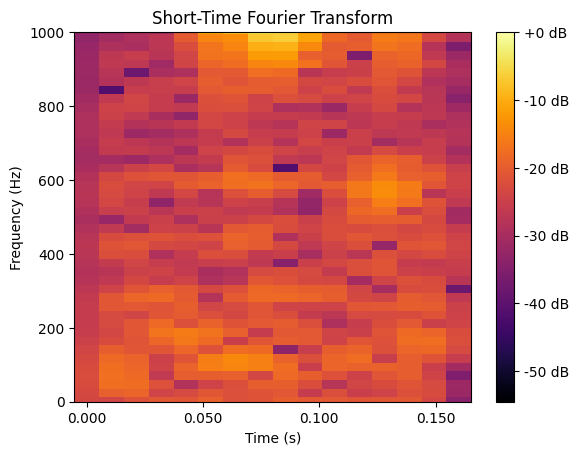 Short-Time Fourier Transform
1000
800
600
400
200
0
Frequency (Hz)
0.000
0.050
0.100
0.150
Time (s)
+0 dB
-10 dB
-20 dB
-30 dB
-40 dB
-50 dB